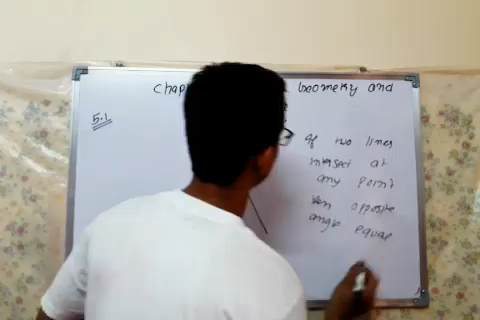 chap Geometry and
5.1
If two lines
intersect at
any point
then opposite
angle equal